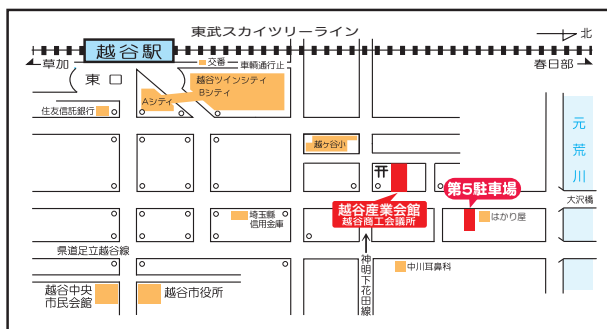 東武スカイツリーライン
北
越谷駅
草加
春日部
東口
交番
車輌通行止
越谷ツインシティ
Bシティ
Aシティ
住友信託銀行
越ヶ谷小
元荒川
第5駐車場
大沢橋
越谷産業会館
越谷商工会議所
はかり屋
埼玉縣
信用金庫
県道足立越谷線
神明下花田線
中川耳鼻科
越谷中央
市民会館
越谷市役所